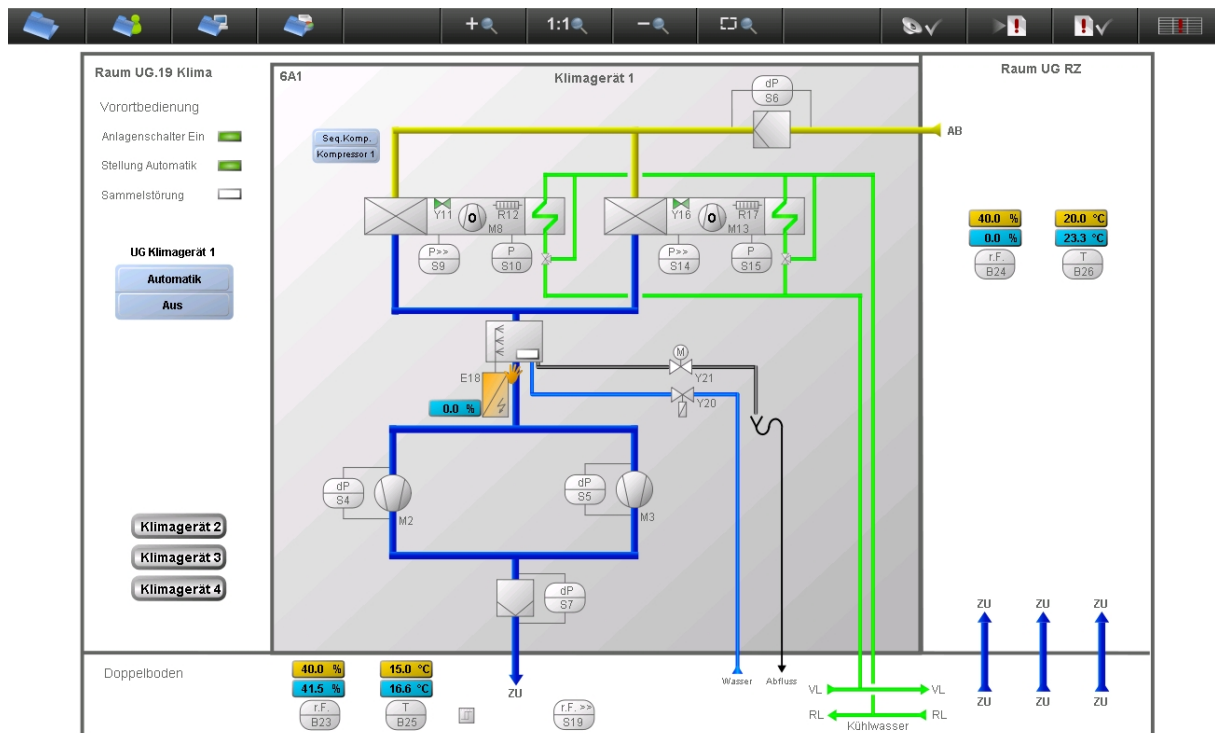 +
1:1
−
Raum UG.19 Klima
Vorortbedienung
Anlagenschalter Ein
Stellung Automatik
Sammelstörung
UG Klimagerät 1
Automatik
Aus
Klimagerät 2
Klimagerät 3
Klimagerät 4
6A1
Klimagerät 1
dP
S6
AB
Seq.Komp.
Kompressor 1
Y11
R12
M8
P>>
S9
P
S10
Y16
R17
M13
P>>
S14
P
S15
E18
0.0 %
M
Y21
Y20
dP
S4
M2
dP
S5
M3
dP
S7
Raum UG RZ
40.0 %
0.0 %
r.F.
B24
20.0 °C
23.3 °C
T
B26
ZU
ZU
ZU
ZU
ZU
ZU
Doppelboden
40.0 %
41.5 %
r.F.
B23
15.0 °C
16.6 °C
T
B25
ZU
r.F. >>
S19
Wasser
Abfluss
VL
VL
RL
RL
Kühlwasser